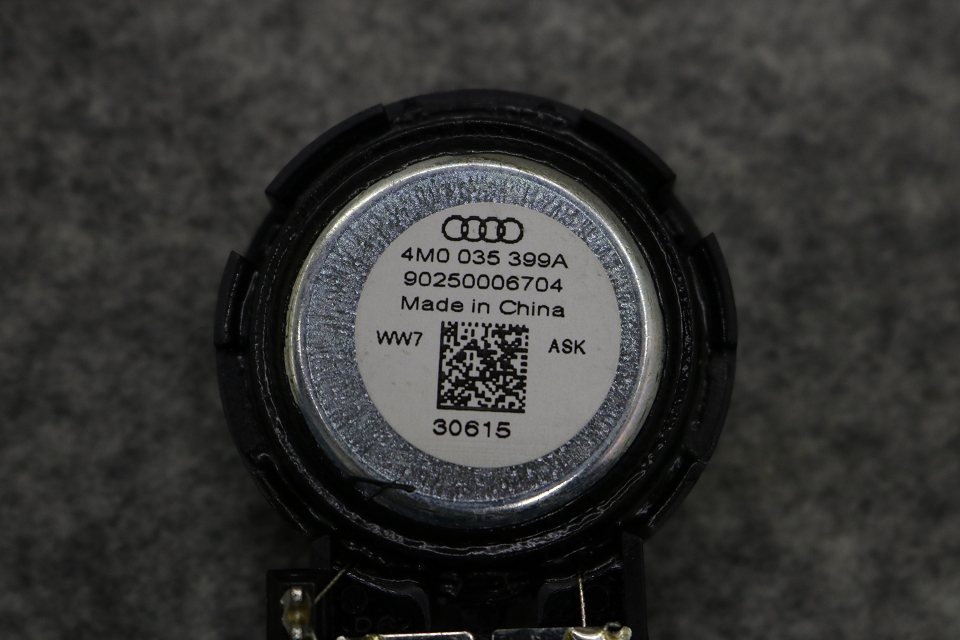 4M0 035 399A
90250006704
Made in China
WW7 ASK
30615